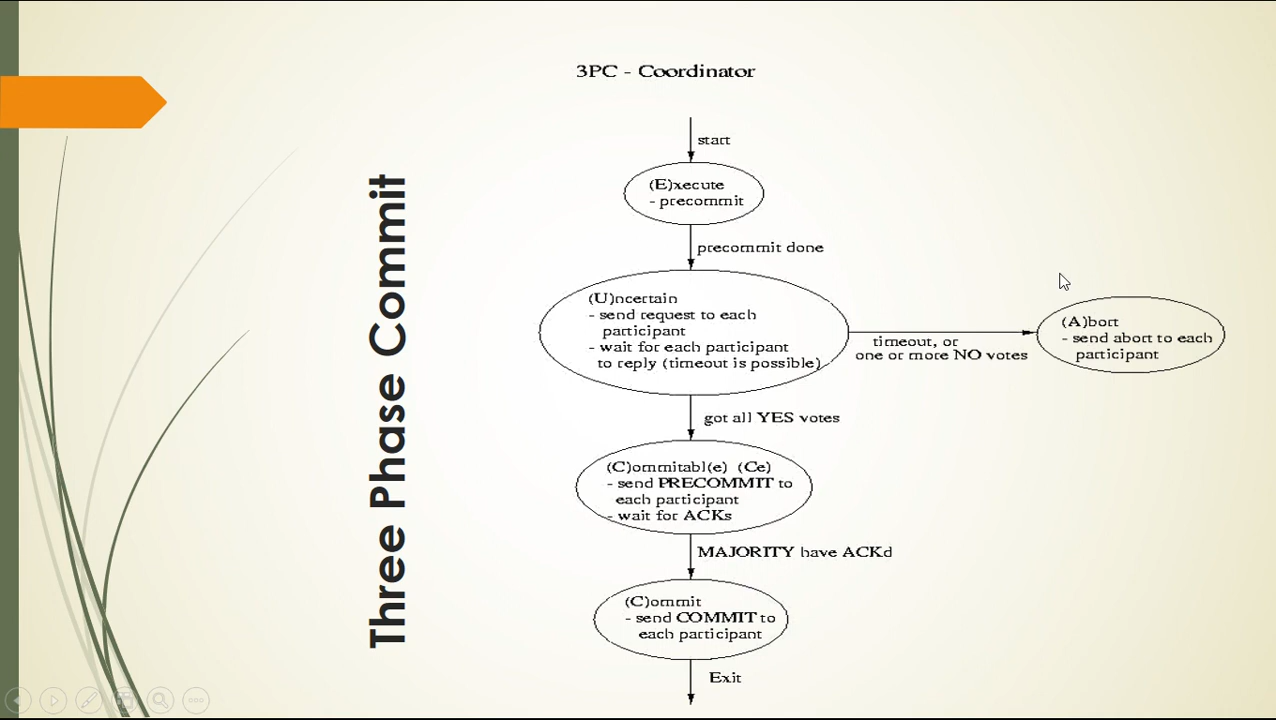 3PC - Coordinator
start
(E)xecute
- precommit
precommit done
(U)ncertain
- send request to each
participant
- wait for each participant
to reply (timeout is possible)
timeout, or
one or more NO votes
(A)bort
- send abort to each
participant
got all YES votes
(C)ommitabl(e) (Ce)
- send PRECOMMIT to
each participant
- wait for ACKs
MAJORITY have ACKd
(C)ommit
- send COMMIT to
each participant
Exit
Three Phase Commit